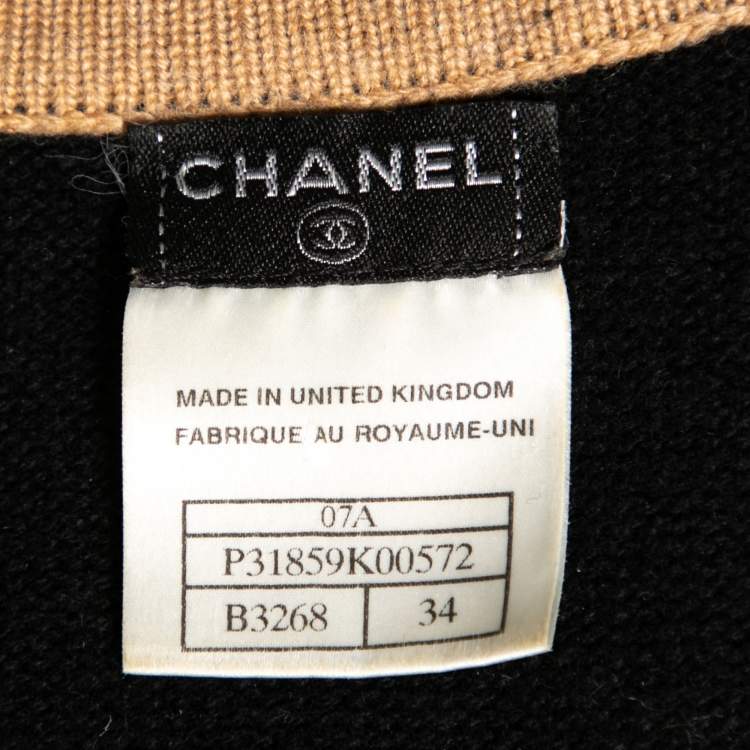 CHANEL
MADE IN UNITED KINGDOM
FABRIQUE AU ROYAUME-UNI
07A
P31859K00572
B3268 34